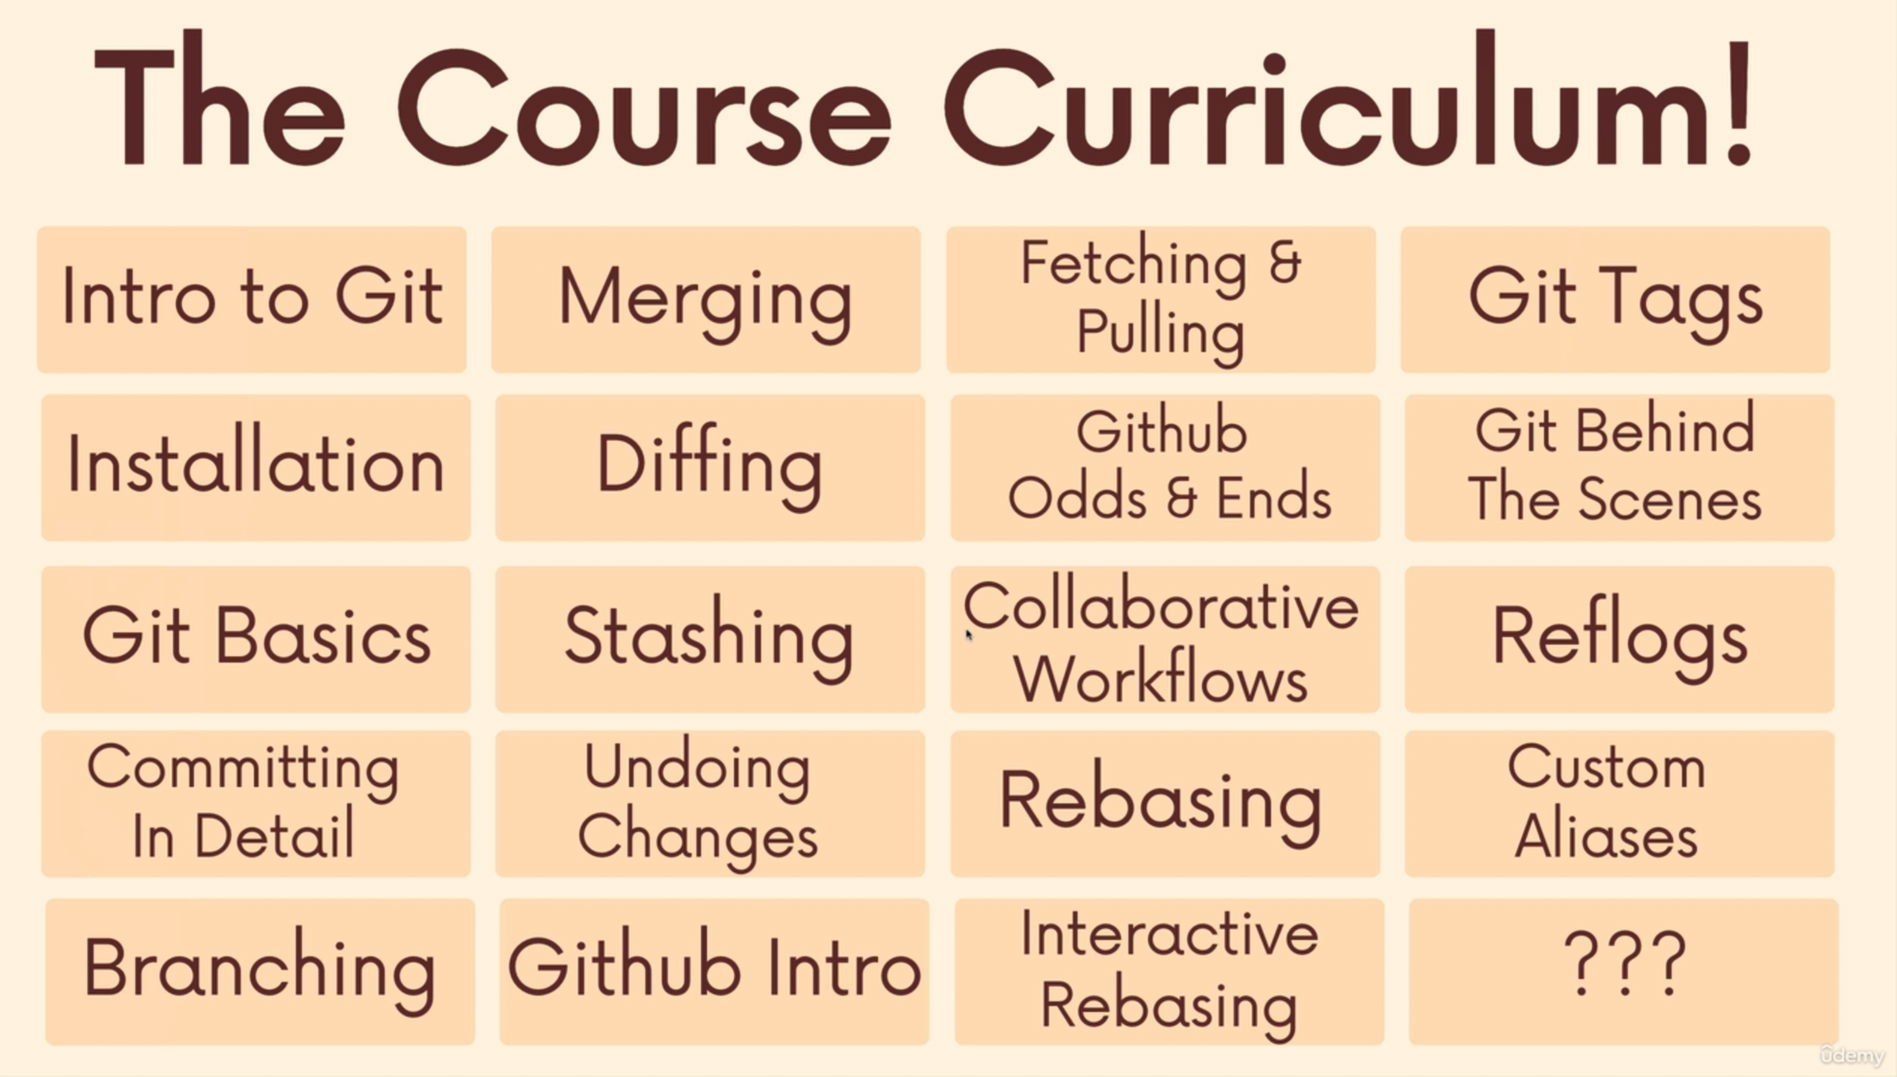 The Course Curriculum!
Intro to Git
Installation
Git Basics
Committing
In Detail
Branching
Merging
Diffing
Stashing
Undoing
Changes
Github Intro
Fetching &
Pulling
Github
Odds & Ends
Collaborative
Workflows
Rebasing
Interactive
Rebasing
Git Tags
Git Behind
The Scenes
Reflogs
Custom
Aliases
???
ûdemy